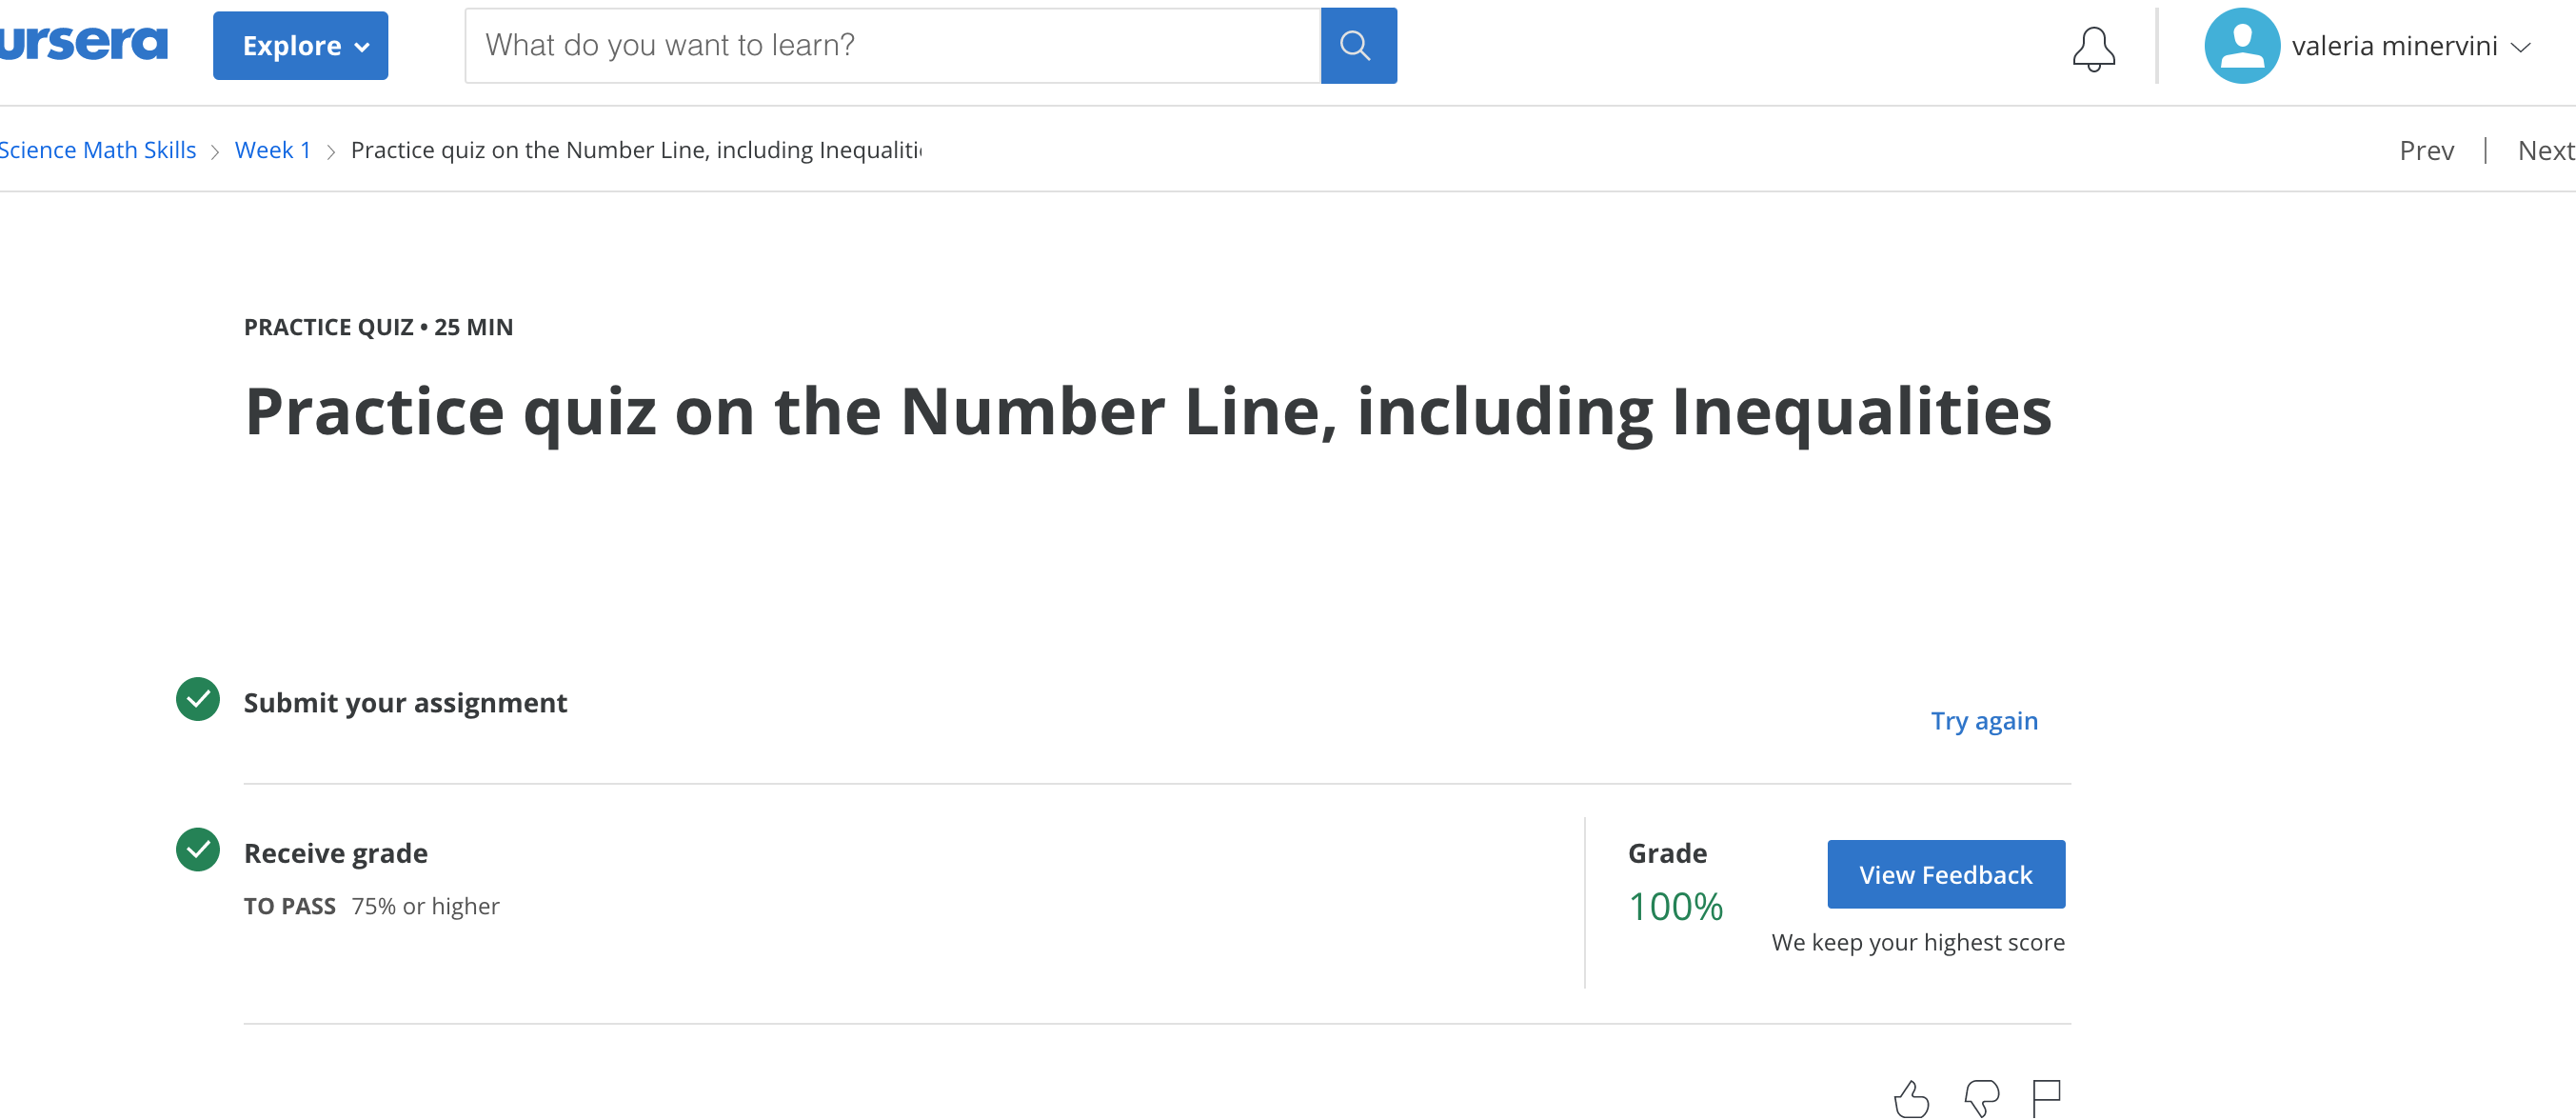 ursera Explore What do you want to learn? valeria minervini
Science Math Skills > Week 1 > Practice quiz on the Number Line, including Inequaliti Prev | Next
PRACTICE QUIZ • 25 MIN
Practice quiz on the Number Line, including Inequalities
Submit your assignment
Try again
Receive grade
TO PASS 75% or higher
Grade
100%
View Feedback
We keep your highest score